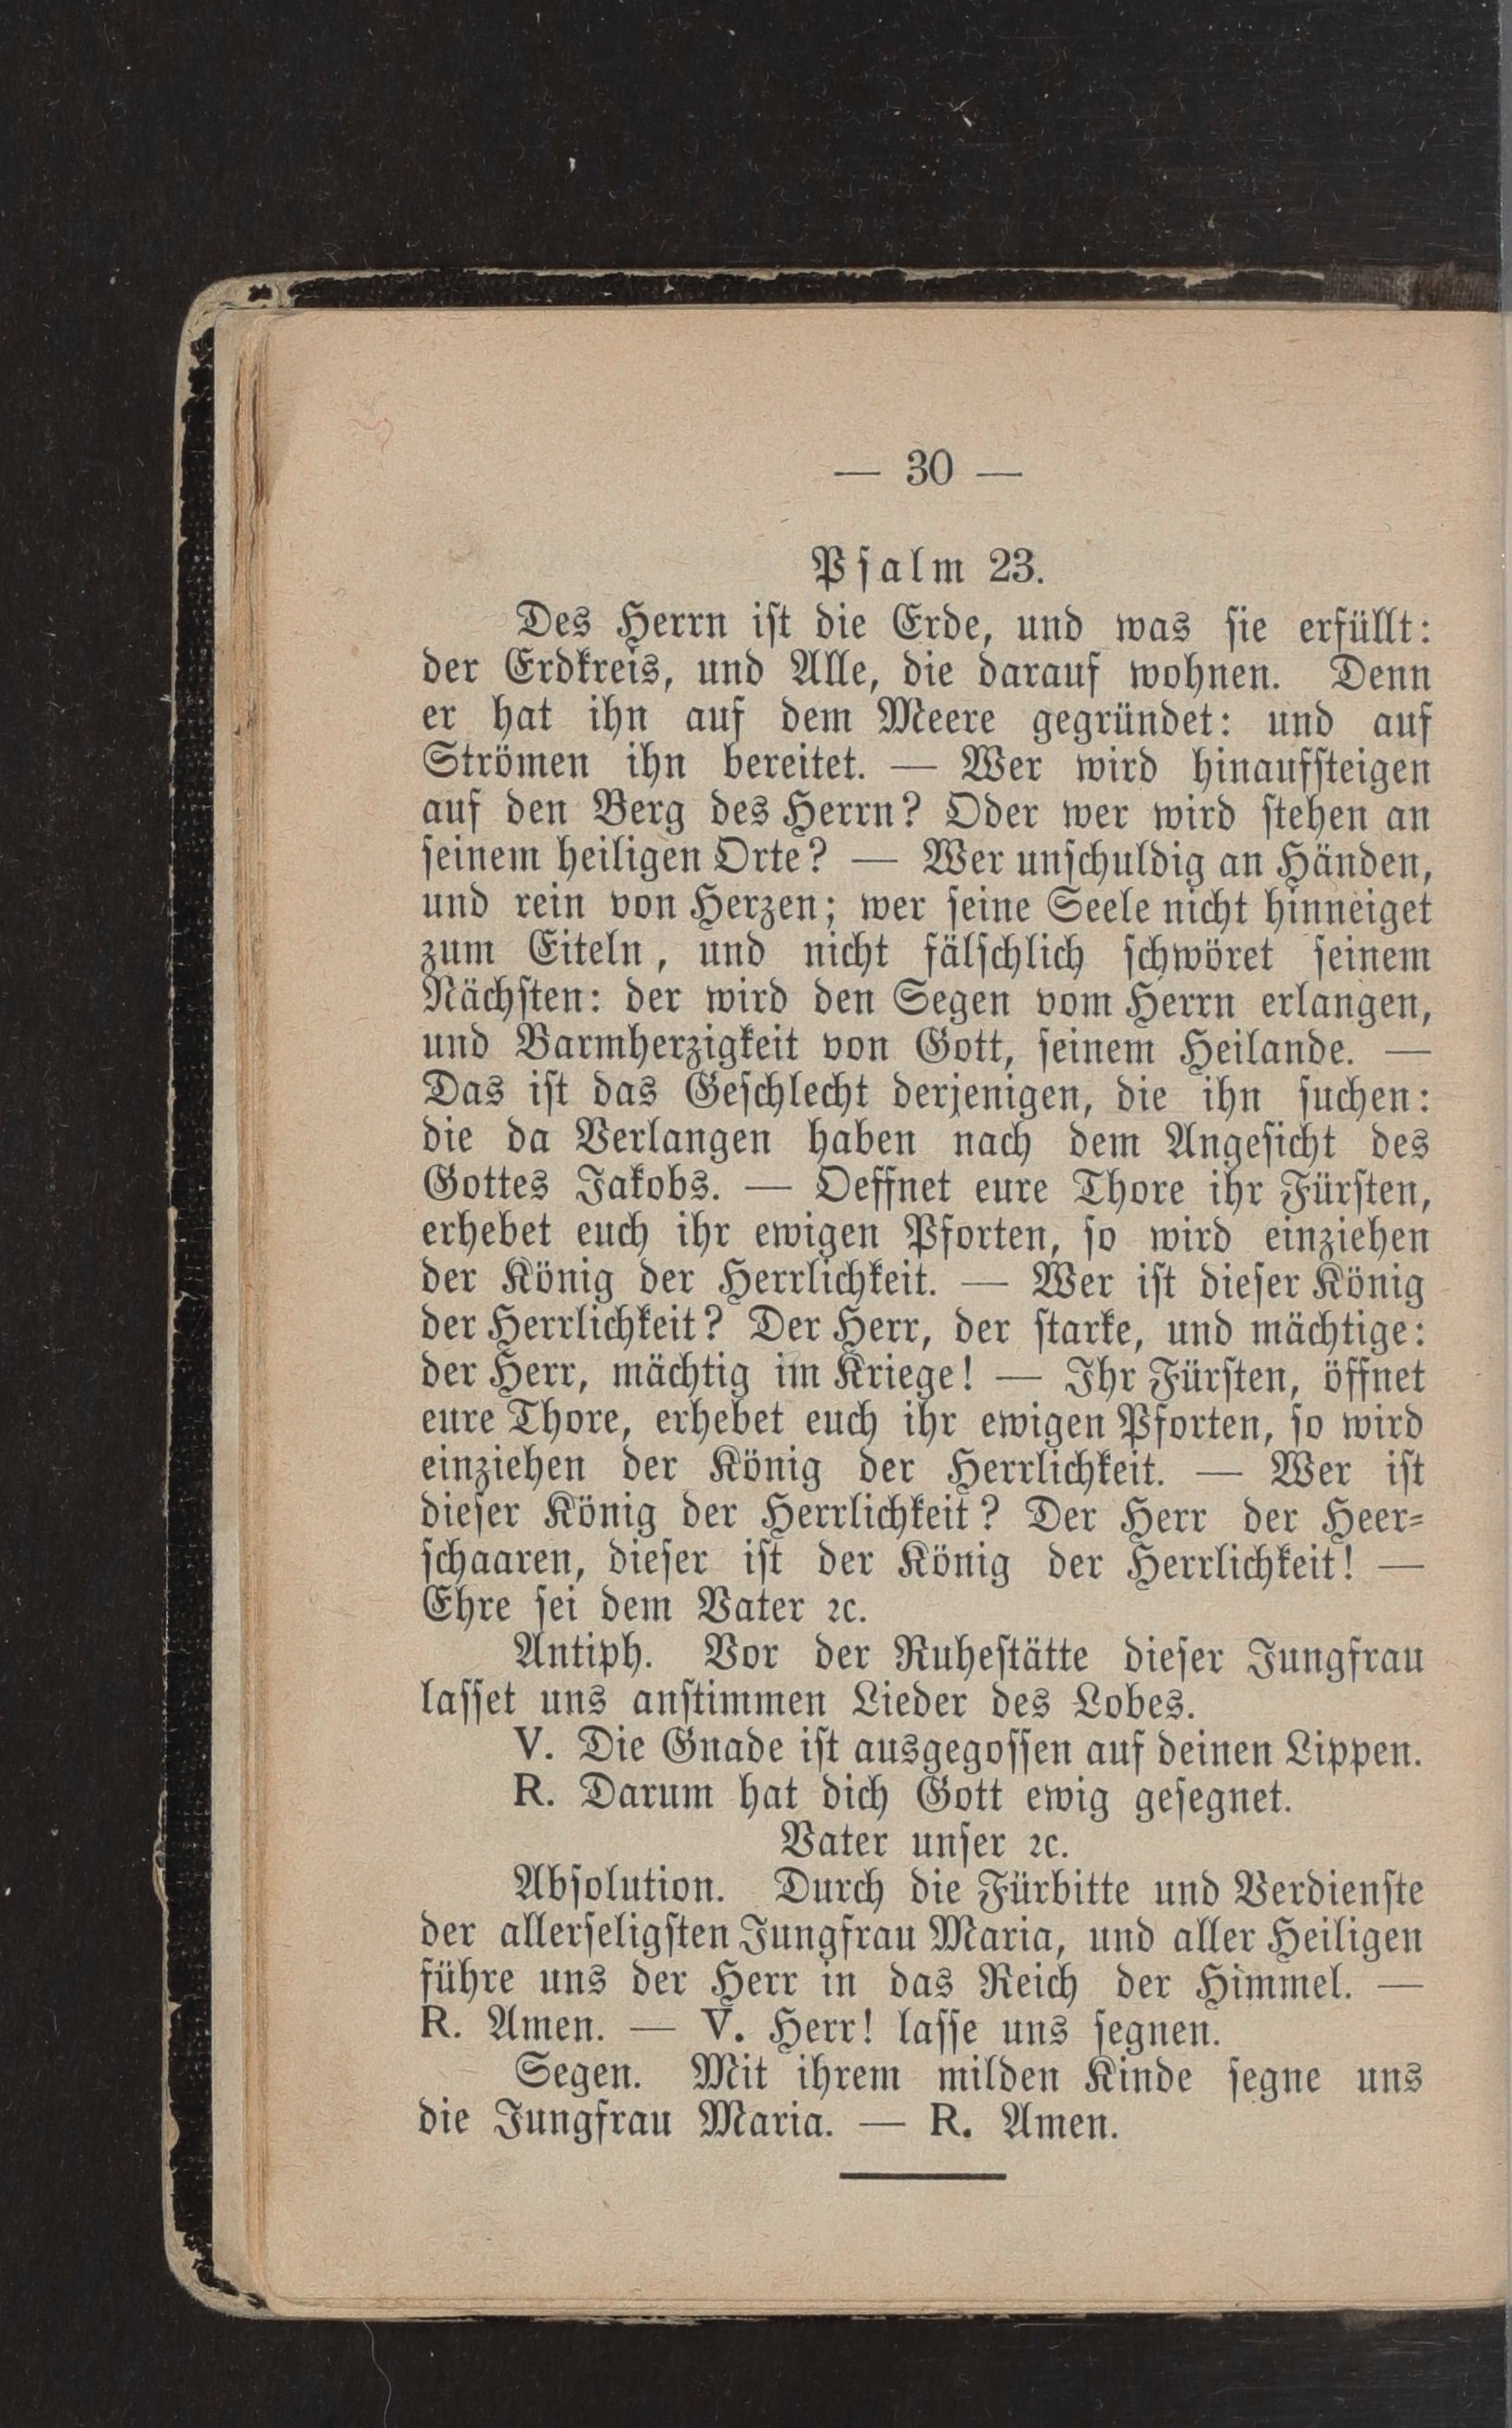 — 30 —
Psalm 23.
Des Herrn ist die Erde, und was sie erfüllt:
der Erdkreis, und Alle, die darauf wohnen. Denn
er hat ihn auf dem Meere gegründet: und auf
Strömen ihn bereitet. — Wer wird hinaufsteigen
auf den Berg des Herrn? Oder wer wird stehen an
seinem heiligen Orte? — Wer unschuldig an Händen,
und rein von Herzen; wer seine Seele nicht hinneiget
zum Eiteln, und nicht fälschlich schwöret seinem
Nächsten: der wird den Segen vom Herrn erlangen,
und Barmherzigkeit von Gott, seinem Heilande. —
Das ist das Geschlecht derjenigen, die ihn suchen:
die da Verlangen haben nach dem Angesicht des
Gottes Jakobs. — Oeffnet eure Thore ihr Fürsten,
erhebet euch ihr ewigen Pforten, so wird einziehen
der König der Herrlichkeit. — Wer ist dieser König
der Herrlichkeit? Der Herr, der starke, und mächtige:
der Herr, mächtig im Kriege! — Ihr Fürsten, öffnet
eure Thore, erhebet euch ihr ewigen Pforten, so wird
einziehen der König der Herrlichkeit. — Wer ist
dieser König der Herrlichkeit? Der Herr der Heer-
schaaren, dieser ist der König der Herrlichkeit! —
Ehre sei dem Vater ꝛc.
Antiph. Vor der Ruhestätte dieser Jungfrau
lasset uns anstimmen Lieder des Lobes.
V. Die Gnade ist ausgegossen auf deinen Lippen.
R. Darum hat dich Gott ewig gesegnet.
Vater unser ꝛc.
Absolution. Durch die Fürbitte und Verdienste
der allerseligsten Jungfrau Maria, und aller Heiligen
führe uns der Herr in das Reich der Himmel. —
R. Amen. — V. Herr! lasse uns segnen.
Segen. Mit ihrem milden Kinde segne uns
die Jungfrau Maria. — R. Amen.